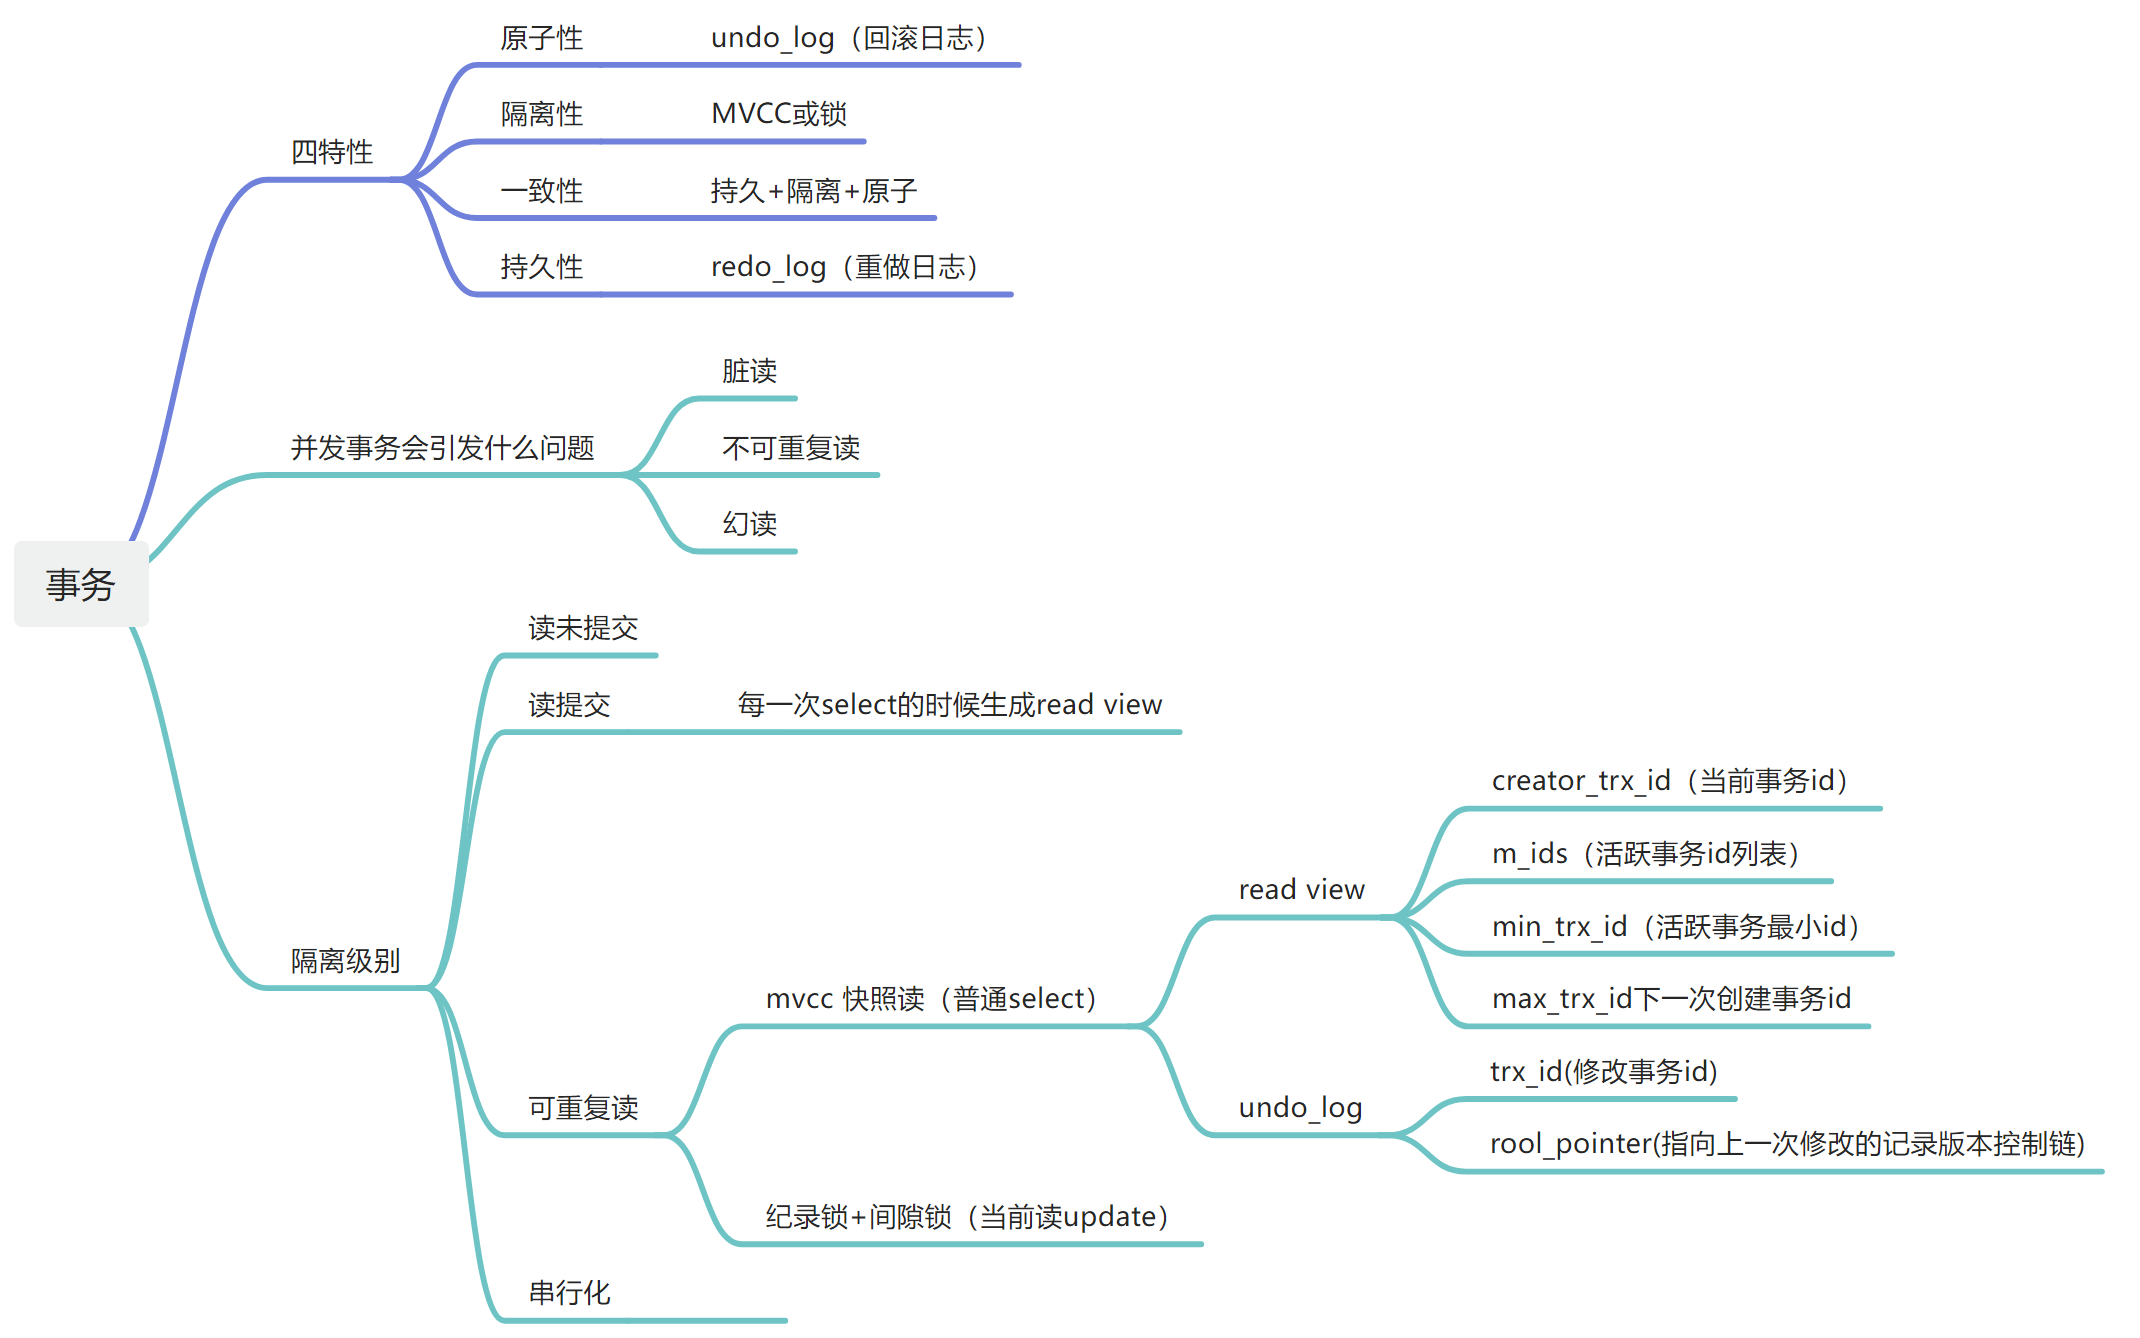 事务
四特性
原子性
undo_log（回滚日志）
隔离性
MVCC或锁
一致性
持久+隔离+原子
持久性
redo_log（重做日志）
并发事务会引发什么问题
脏读
不可重复读
幻读
隔离级别
读未提交
读提交
每一次select的时候生成read view
可重复读
mvcc 快照读（普通select）
read view
creator_trx_id（当前事务id）
m_ids（活跃事务id列表）
min_trx_id（活跃事务最小id）
max_trx_id下一次创建事务id
undo_log
trx_id(修改事务id)
rool_pointer(指向上一次修改的记录版本控制链)
纪录锁+间隙锁（当前读update）
串行化